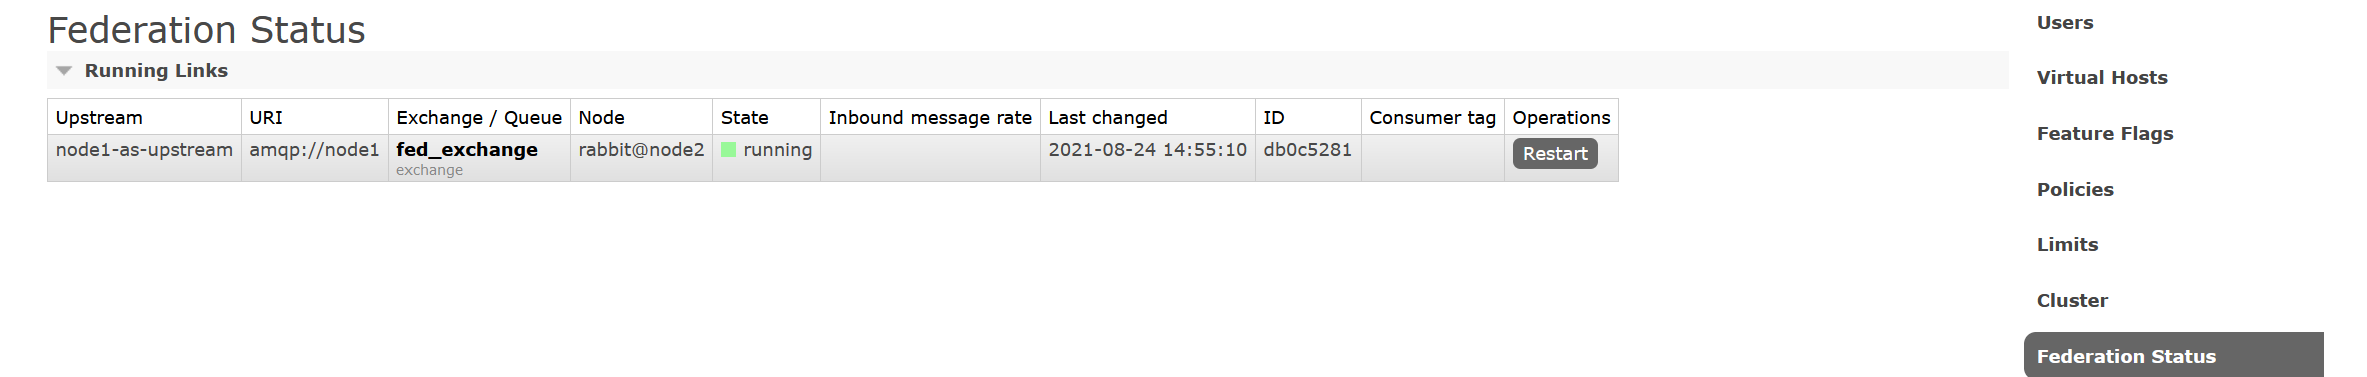 Federation Status
Running Links
Upstream URI Exchange / Queue Node State Inbound message rate Last changed ID Consumer tag Operations
node1-as-upstream amqp://node1 fed_exchange rabbit@node2 running 2021-08-24 14:55:10 db0c5281 Restart
exchange
Users
Virtual Hosts
Feature Flags
Policies
Limits
Cluster
Federation Status